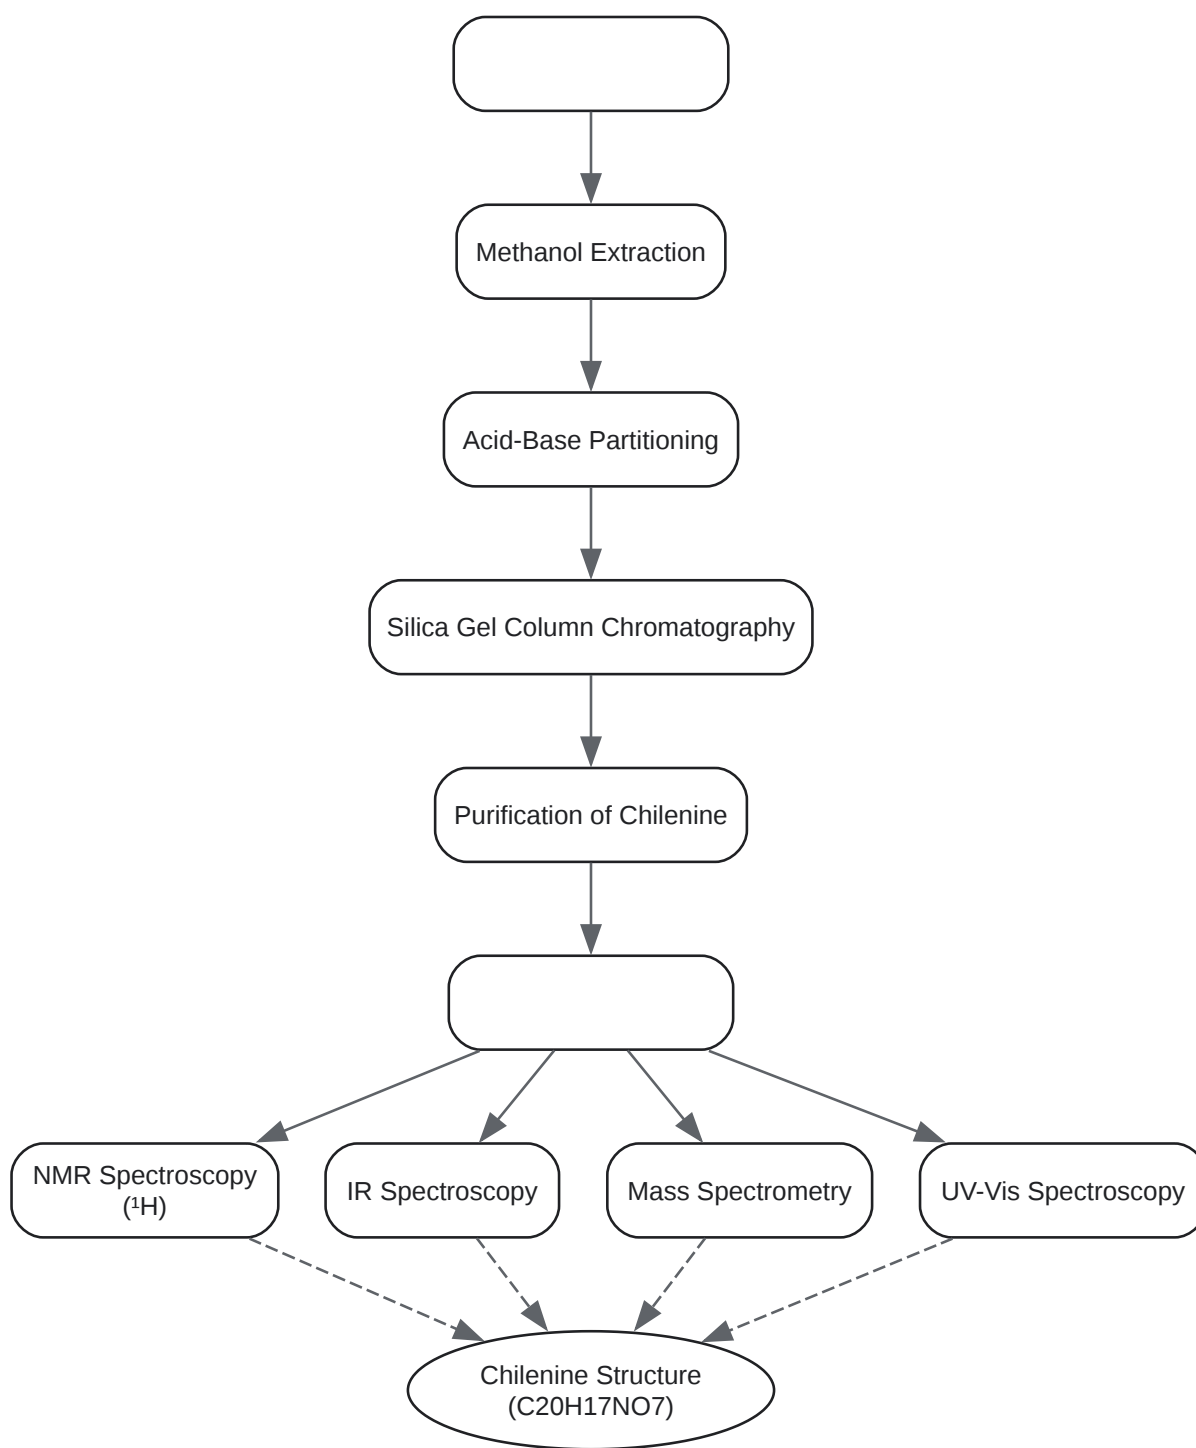 Methanol Extraction
Acid-Base Partitioning
Silica Gel Column Chromatography
Purification of Chilenine
NMR Spectroscopy
(¹H)
IR Spectroscopy
Mass Spectrometry
UV-Vis Spectroscopy
Chilenine Structure
(C20H17NO7)